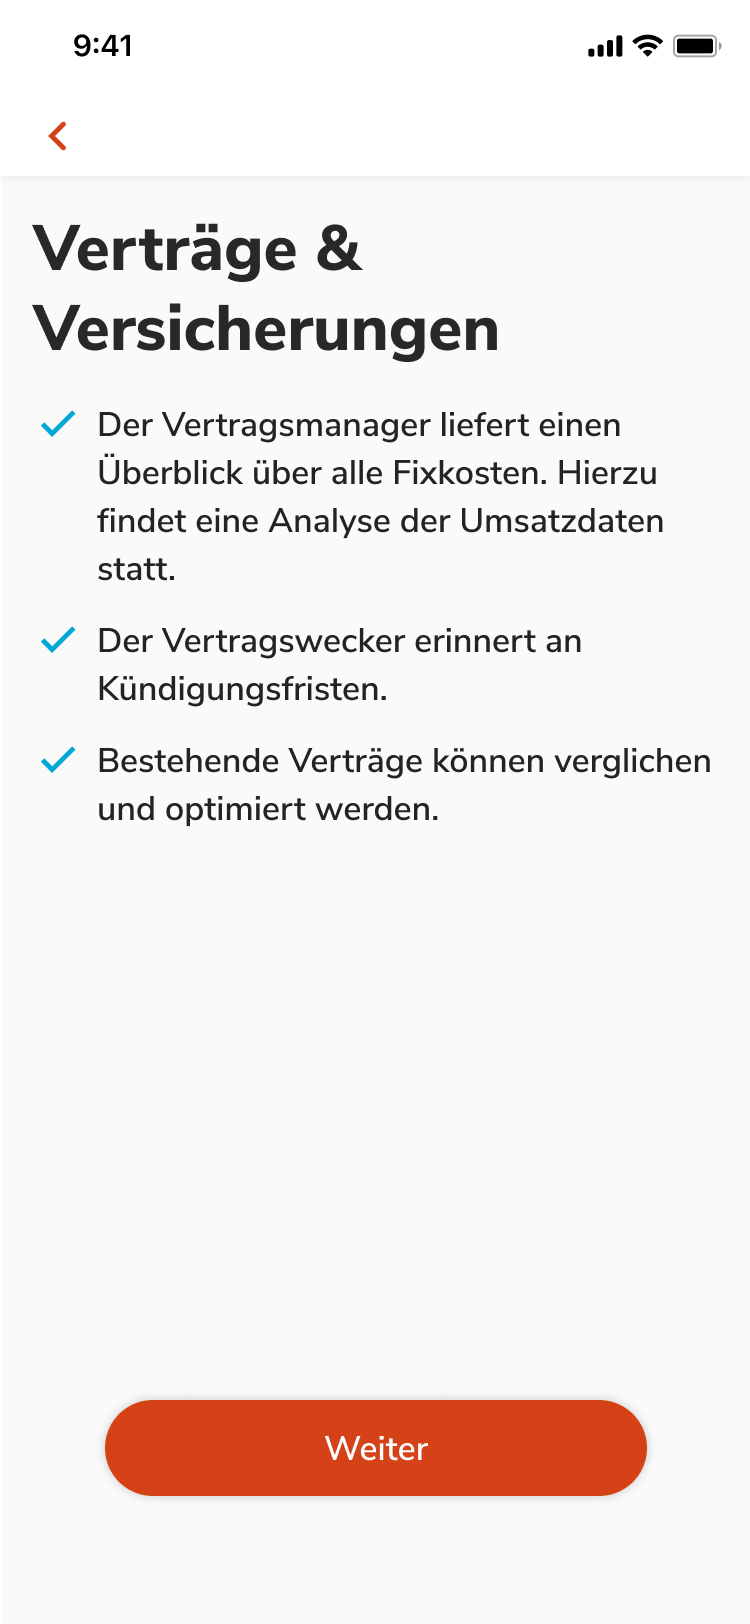 9:41
Verträge &
Versicherungen
Der Vertragsmanager liefert einen
Überblick über alle Fixkosten. Hierzu
findet eine Analyse der Umsatzdaten
statt.
Der Vertragswecker erinnert an
Kündigungsfristen.
Bestehende Verträge können verglichen
und optimiert werden.
Weiter